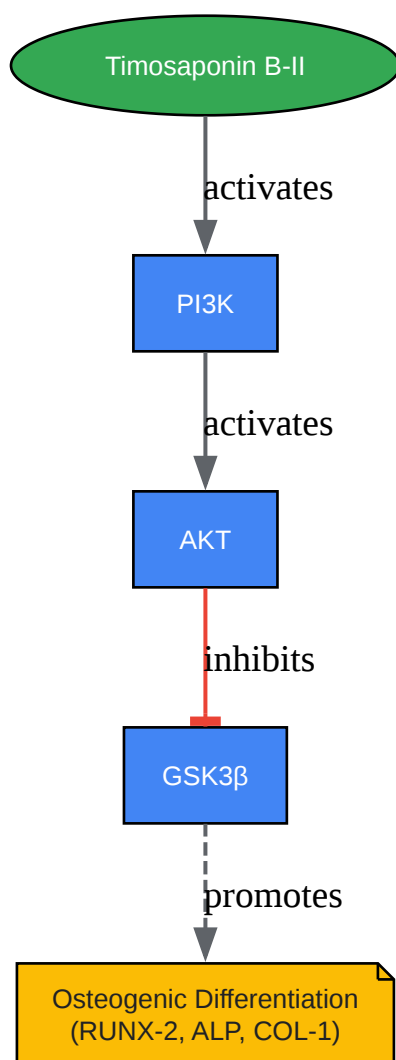 Timosaponin B-II
activates
PI3K
activates
AKT
inhibits
GSK3β
promotes
Osteogenic Differentiation
(RUNX-2, ALP, COL-1)